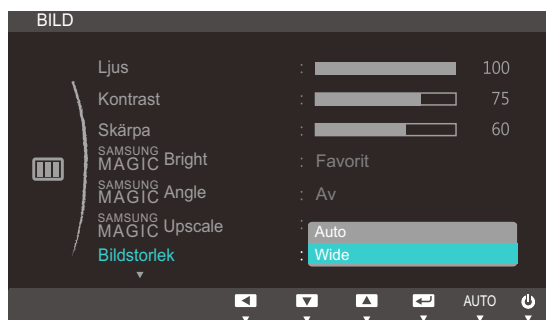 BILD
Ljus : 100
Kontrast : 75
Skärpa : 60
SAMSUNG MAGIC Bright : Favorit
SAMSUNG MAGIC Angle : Av
SAMSUNG MAGIC Upscale : Auto
Bildstorlek : Wide
AUTO